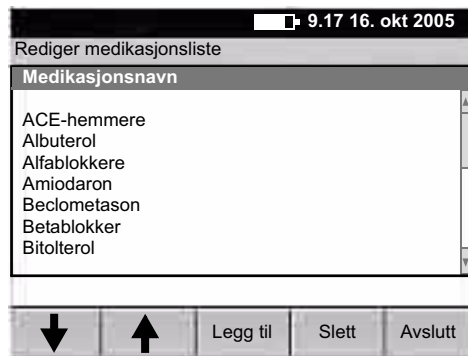 9.17 16. okt 2005
Rediger medikasjonsliste
Medikasjonsnavn
ACE-hemmere
Albuterol
Alfablokkere
Amiodaron
Beclometason
Betablokker
Bitolterol
Legg til Slett Avslutt